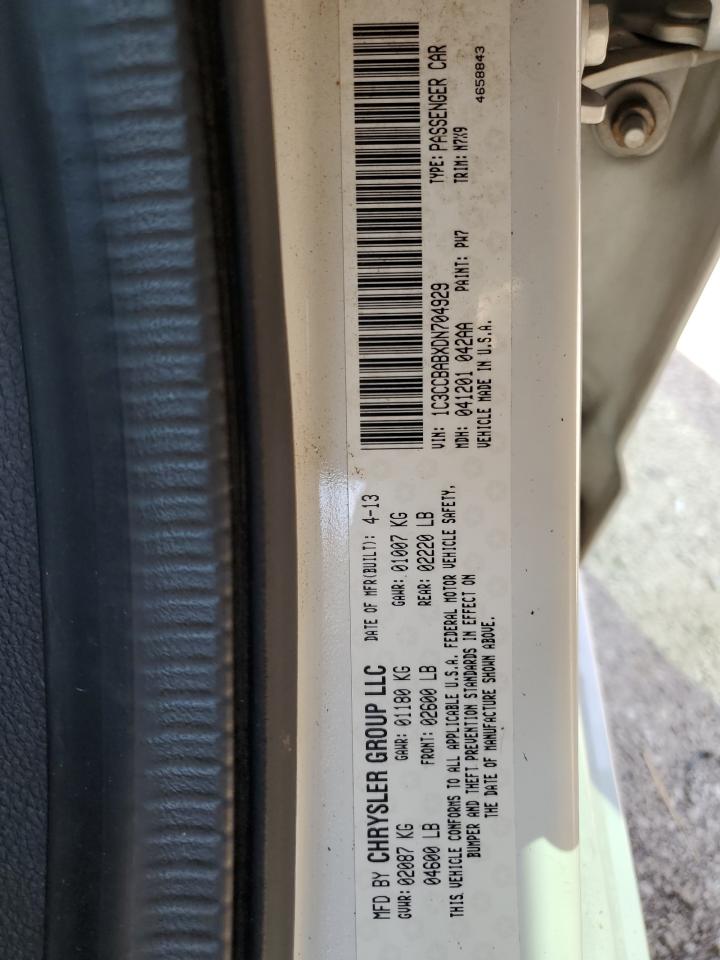 MFD BY CHRYSLER GROUP LLC DATE OF MFR(BUILT): 4-13
GVWR: 02087 KG GAWR: 01180 KG GAWR: 01007 KG
04600 LB FRONT: 02600 LB REAR: 02220 LB
THIS VEHICLE CONFORMS TO ALL APPLICABLE U.S.A. FEDERAL MOTOR VEHICLE SAFETY,
BUMPER AND THEFT PREVENTION STANDARDS IN EFFECT ON
THE DATE OF MANUFACTURE SHOWN ABOVE.
VIN: 1C3CCBABXDN704929 TYPE: PASSENGER CAR
MDH: 041201 042AA PAINT: PW7 TRIM: N7X9
VEHICLE MADE IN U.S.A.
4658843